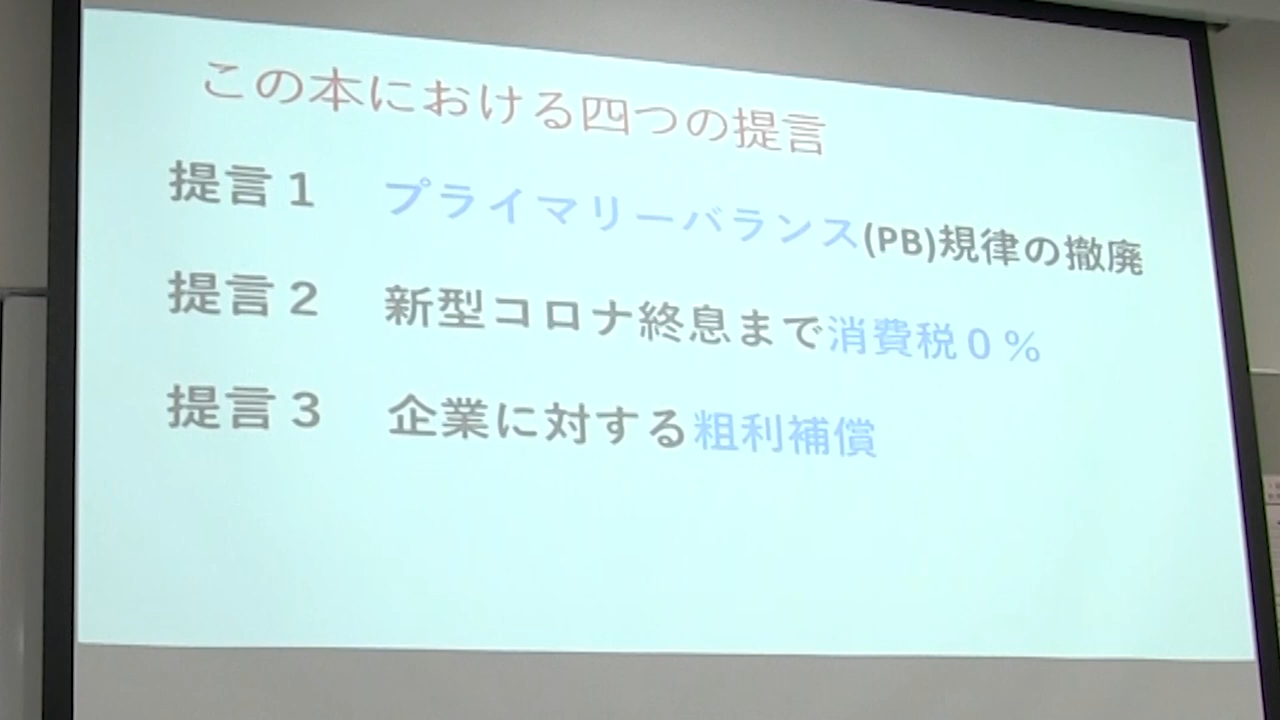 この本における四つの提言
提言１ プライマリーバランス(PB)規律の撤廃
提言２ 新型コロナ終息まで消費税０％
提言３ 企業に対する粗利補償